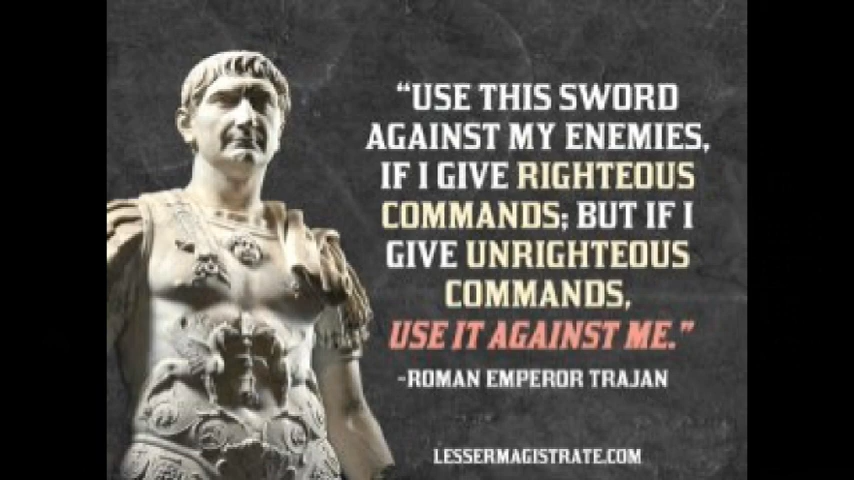 “USE THIS SWORD
AGAINST MY ENEMIES,
IF I GIVE RIGHTEOUS
COMMANDS; BUT IF I
GIVE UNRIGHTEOUS
COMMANDS,
USE IT AGAINST ME.”
-ROMAN EMPEROR TRAJAN
LESSERMAGISTRATE.COM